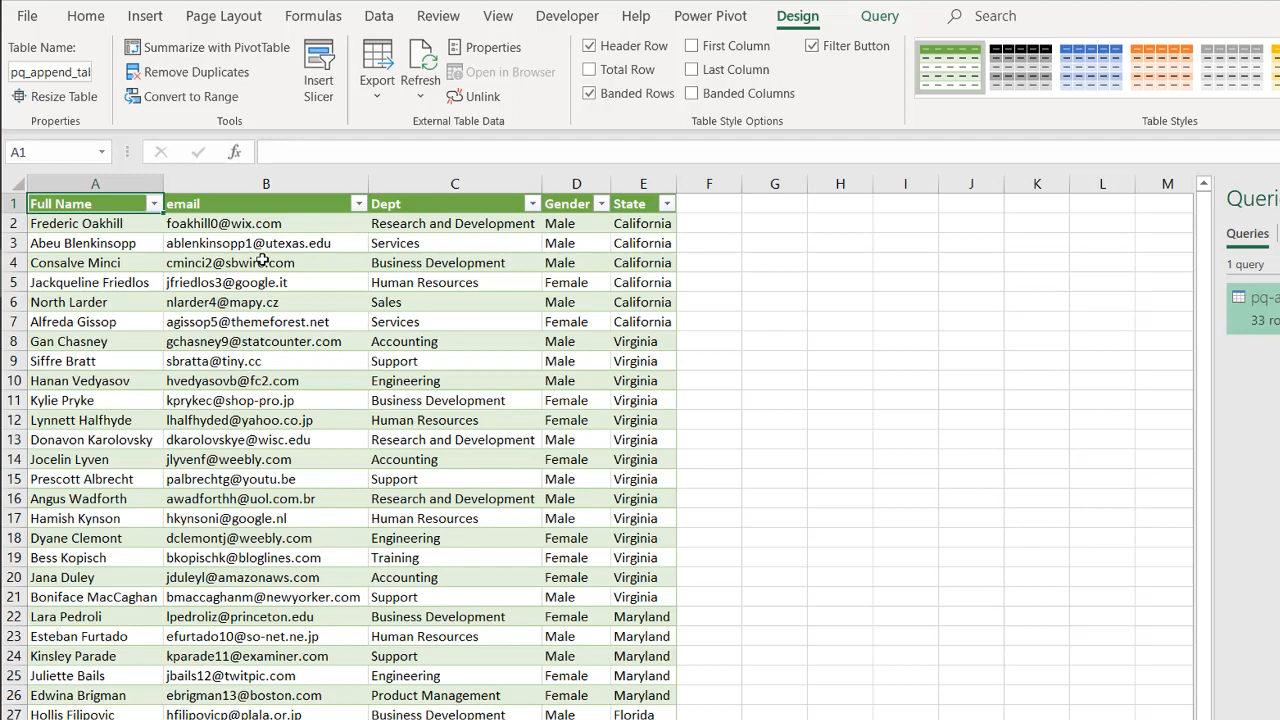 File Home Insert Page Layout Formulas Data Review View Developer Help Power Pivot Design Query Search
Table Name:
pq_append_tal
Resize Table
Properties
Summarize with PivotTable
Remove Duplicates
Convert to Range
Insert
Slicer
Tools
Export
Refresh
Properties
Open in Browser
Unlink
External Table Data
Header Row First Column Filter Button
Total Row Last Column
Banded Rows Banded Columns
Table Style Options
Table Styles
A1 fx
A B C D E F G H I J K L M
1 Full Name email Dept Gender State
2 Frederic Oakhill foakhill0@wix.com Research and Development Male California
3 Abeu Blenkinsopp ablenkinsopp1@utexas.edu Services Male California
4 Consalve Minci Business Development Male California
5 Jacqueline Friedlos jfriedlos3@google.it Human Resources Female California
6 North Larder nlarder4@mapy.cz Sales Male California
7 Alfreda Gissop agissop5@themeforest.net Services Female California
8 Gan Chasney gchasney9@statcounter.com Accounting Male Virginia
9 Siffre Bratt sbratta@tiny.cc Support Male Virginia
10 Hanan Vedyasov hvedyasovb@fc2.com Engineering Male Virginia
11 Kylie Pryke kprykec@shop-pro.jp Business Development Female Virginia
12 Lynnett Halfhyde lhalfhyded@yahoo.co.jp Human Resources Female Virginia
13 Donavon Karolovsky dkarolovskye@wisc.edu Research and Development Male Virginia
14 Jocelin Lyven jlyvenf@weebly.com Accounting Female Virginia
15 Prescott Albrecht palbrechtg@youtu.be Support Male Virginia
16 Angus Wadforth awadforthh@uol.com.br Research and Development Male Virginia
17 Hamish Kynson hkynsoni@google.nl Human Resources Male Virginia
18 Dyane Clemont dclemontj@weebly.com Engineering Female Virginia
19 Bess Kopisch bkopischk@bloglines.com Training Female Virginia
20 Jana Duley jduleyl@amazonaws.com Accounting Female Virginia
21 Boniface MacCaghan bmaccaghanm@newyorker.com Support Male Virginia
22 Lara Pedroli lpedroliz@princeton.edu Business Development Female Maryland
23 Esteban Furtado efurtado10@so-net.ne.jp Human Resources Male Maryland
24 Kinsley Parade kparade11@examiner.com Support Male Maryland
25 Juliette Bails jbails12@twitpic.com Engineering Female Maryland
26 Edwina Brigman ebrigman13@boston.com Product Management Female Maryland
27 Hollis Filipovic hfilipovicp@plala.or.jp Business Development Male Florida
Queri
Queries
1 query
pq-a
33 ro